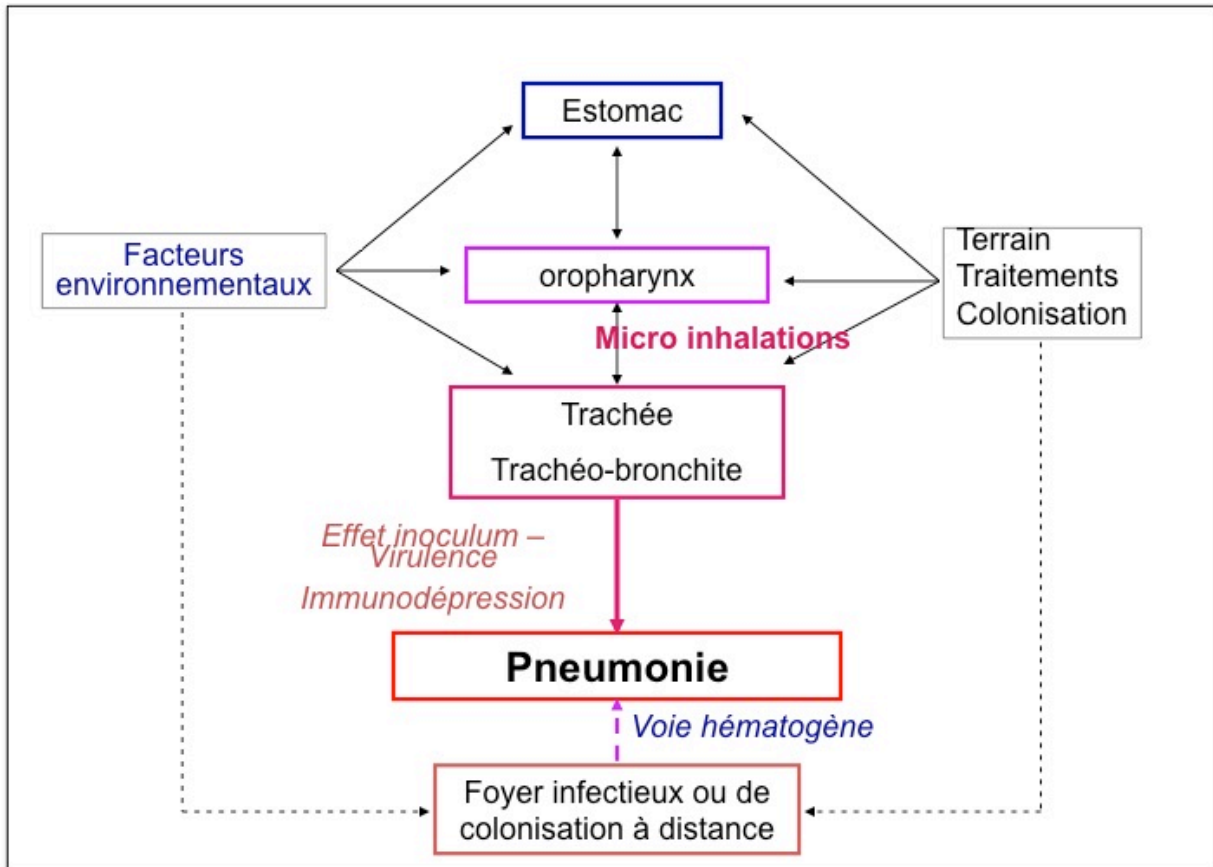 Estomac
Facteurs
environnementaux
oropharynx
Terrain
Traitements
Colonisation
Micro inhalations
Trachée
Trachéo-bronchite
Effet inoculum –
Virulence
Immunodépression
Pneumonie
Voie hématogène
Foyer infectieux ou de
colonisation à distance